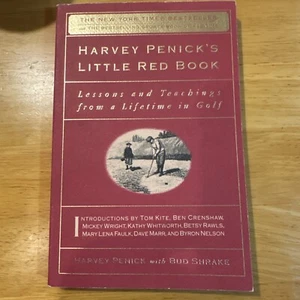 THE NEW YORK TIMES BESTSELLER
HARVEY PENICK'S
LITTLE RED BOOK
Lessons and Teachings
from a Lifetime in Golf
INTRODUCTIONS BY TOM KITE, BEN CRENSHAW,
MICKEY WRIGHT, KATHY WHITWORTH, BETSY RAWLS,
MARY LENA FAULK, DAVE MARR, AND BYRON NELSON
HARVEY PENICK with BUD SHRAKE